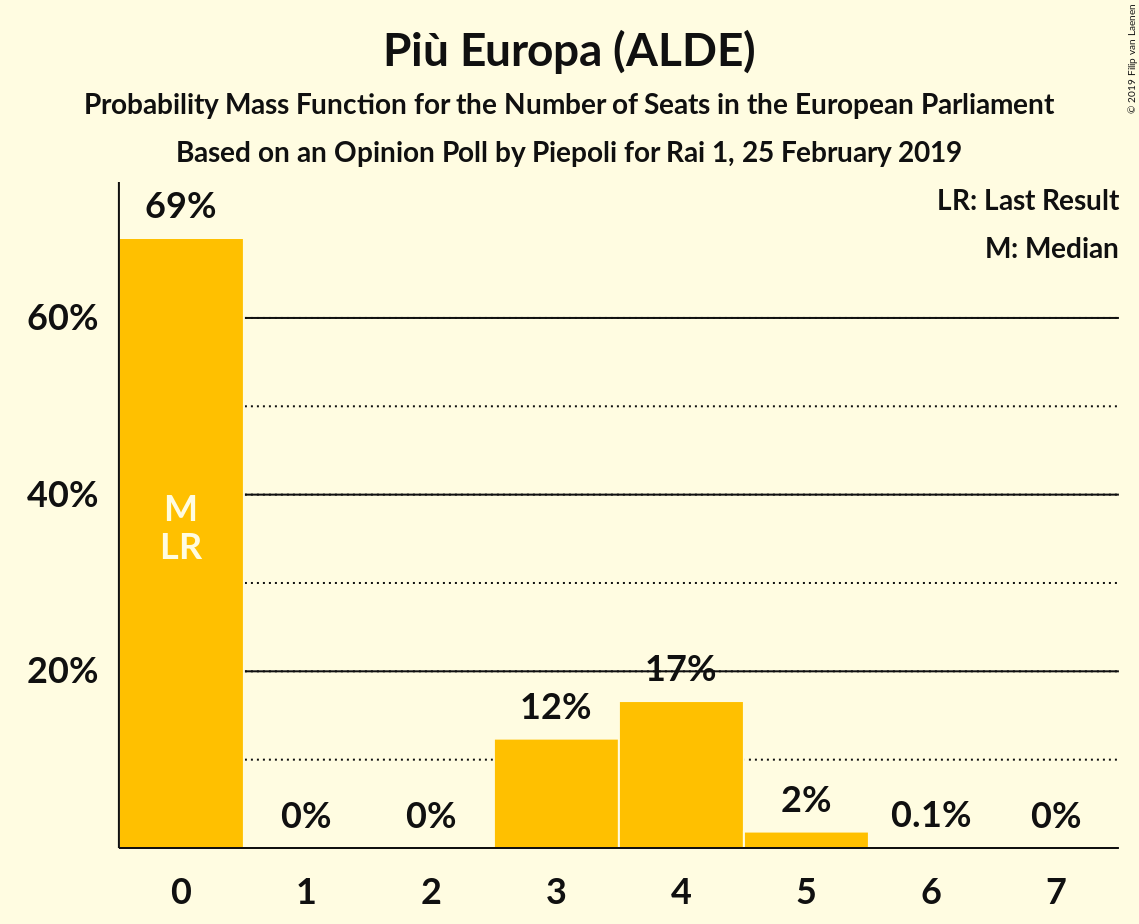 Più Europa (ALDE)
Probability Mass Function for the Number of Seats in the European Parliament
Based on an Opinion Poll by Piepoli for Rai 1, 25 February 2019
© 2019 Filip van Laenen
LR: Last Result
M: Median
69%
60%
40%
M
LR
20%
17%
12%
2%
0%
0%
0.1%
0%
0 1 2 3 4 5 6 7